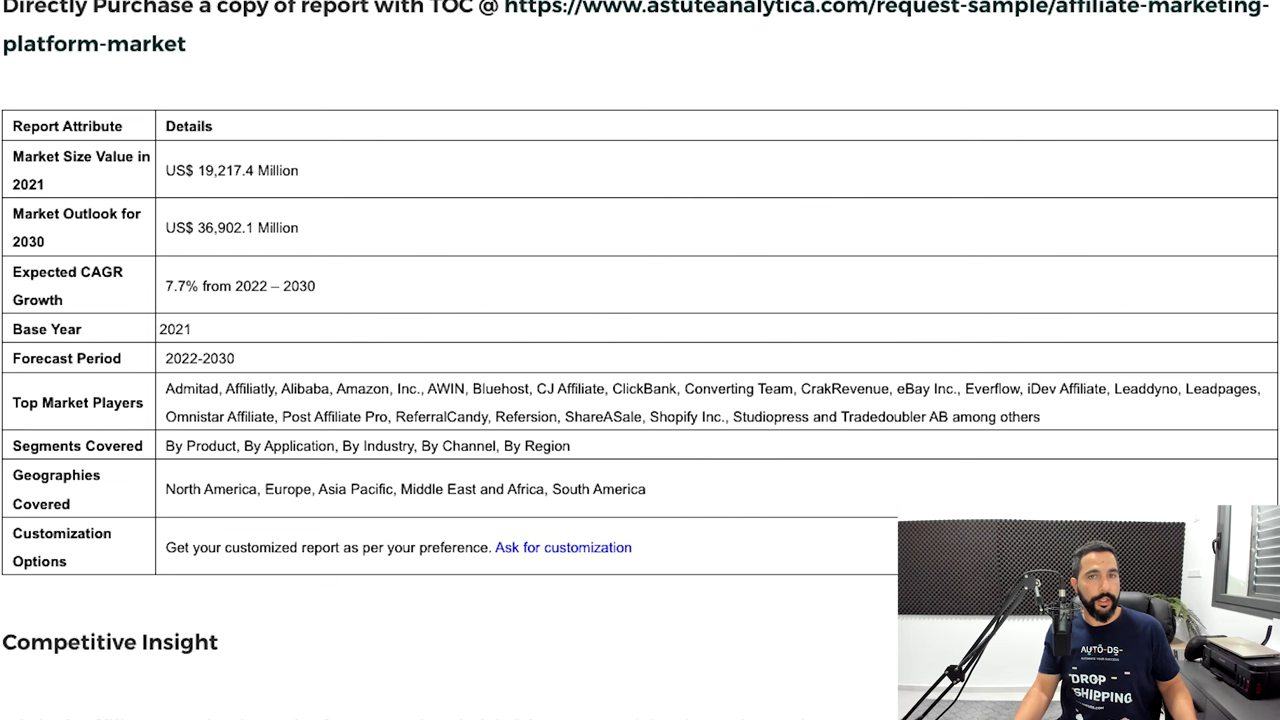 Directly Purchase a copy of report with TOC @ https://www.astuteanalytica.com/request-sample/affiliate-marketing-
platform-market
Report Attribute Details
Market Size Value in
2021
US$ 19,217.4 Million
Market Outlook for
2030
US$ 36,902.1 Million
Expected CAGR
Growth
7.7% from 2022 – 2030
Base Year 2021
Forecast Period 2022-2030
Top Market Players
Admitad, Affiliatly, Alibaba, Amazon, Inc., AWIN, Bluehost, CJ Affiliate, ClickBank, Converting Team, CrakRevenue, eBay Inc., Everflow, iDev Affiliate, Leaddyno, Leadpages,
Omnistar Affiliate, Post Affiliate Pro, ReferralCandy, Refersion, ShareASale, Shopify Inc., Studiopress and Tradedoubler AB among others
Segments Covered By Product, By Application, By Industry, By Channel, By Region
Geographies
Covered
North America, Europe, Asia Pacific, Middle East and Africa, South America
Customization
Options
Get your customized report as per your preference. Ask for customization
Competitive Insight
AUTO-DS
DROP
SHIPPING